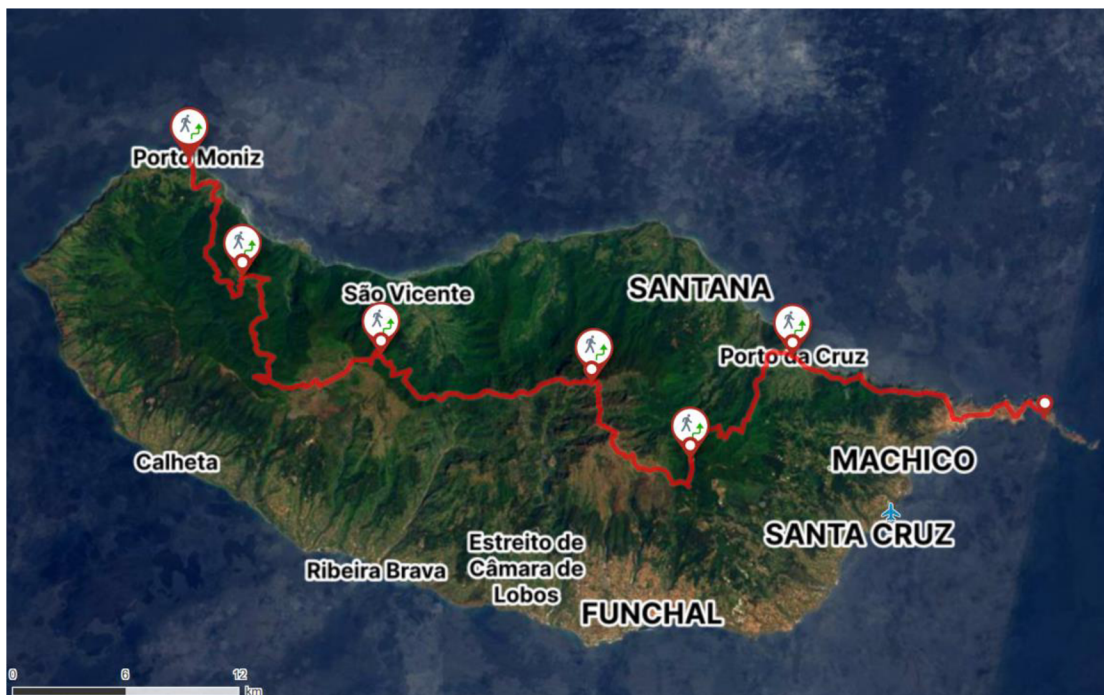 Porto Moniz
São Vicente
SANTANA
Porto da Cruz
Calheta
MACHICO
SANTA CRUZ
Estreito de
Câmara de
Lobos
Ribeira Brava
FUNCHAL
0 6 12
km